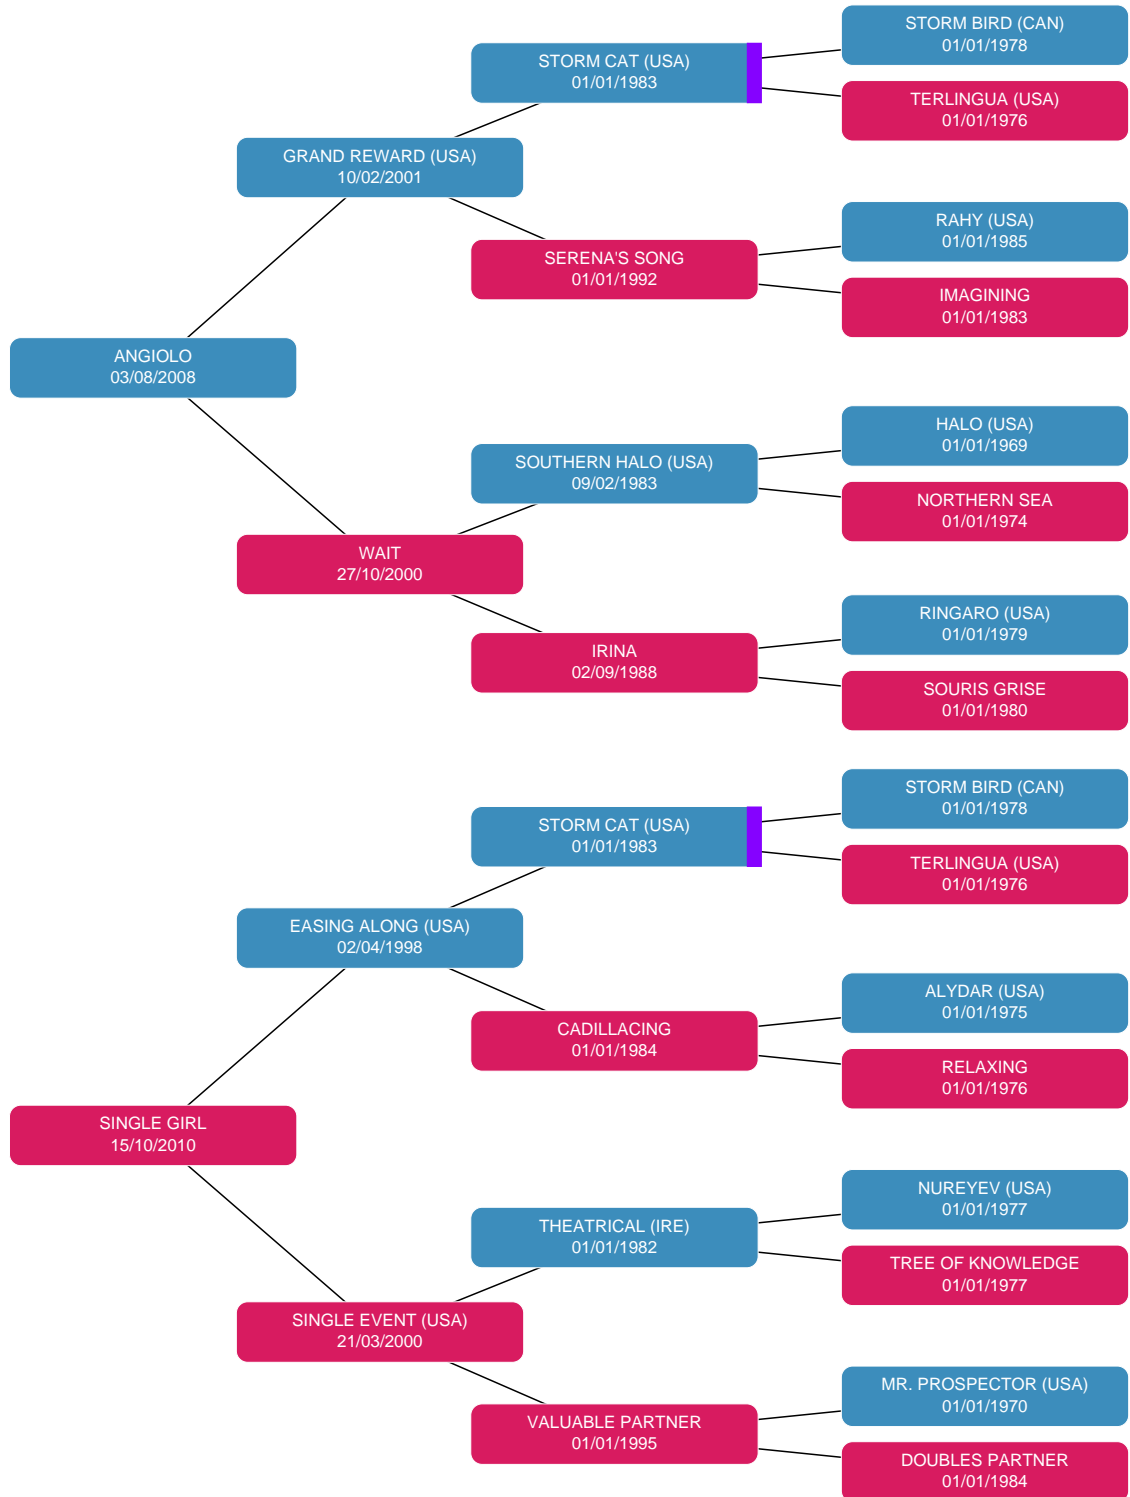 STORM BIRD (CAN)
01/01/1978
STORM CAT (USA)
01/01/1983
TERLINGUA (USA)
01/01/1976
GRAND REWARD (USA)
10/02/2001
RAHY (USA)
01/01/1985
SERENA'S SONG
01/01/1992
IMAGINING
01/01/1983
ANGIOLO
03/08/2008
HALO (USA)
01/01/1969
SOUTHERN HALO (USA)
09/02/1983
NORTHERN SEA
01/01/1974
WAIT
27/10/2000
RINGARO (USA)
01/01/1979
IRINA
02/09/1988
SOURIS GRISE
01/01/1980
STORM BIRD (CAN)
01/01/1978
STORM CAT (USA)
01/01/1983
TERLINGUA (USA)
01/01/1976
EASING ALONG (USA)
02/04/1998
ALYDAR (USA)
01/01/1975
CADILLACING
01/01/1984
RELAXING
01/01/1976
SINGLE GIRL
15/10/2010
NUREYEV (USA)
01/01/1977
THEATRICAL (IRE)
01/01/1982
TREE OF KNOWLEDGE
01/01/1977
SINGLE EVENT (USA)
21/03/2000
MR. PROSPECTOR (USA)
01/01/1970
VALUABLE PARTNER
01/01/1995
DOUBLES PARTNER
01/01/1984